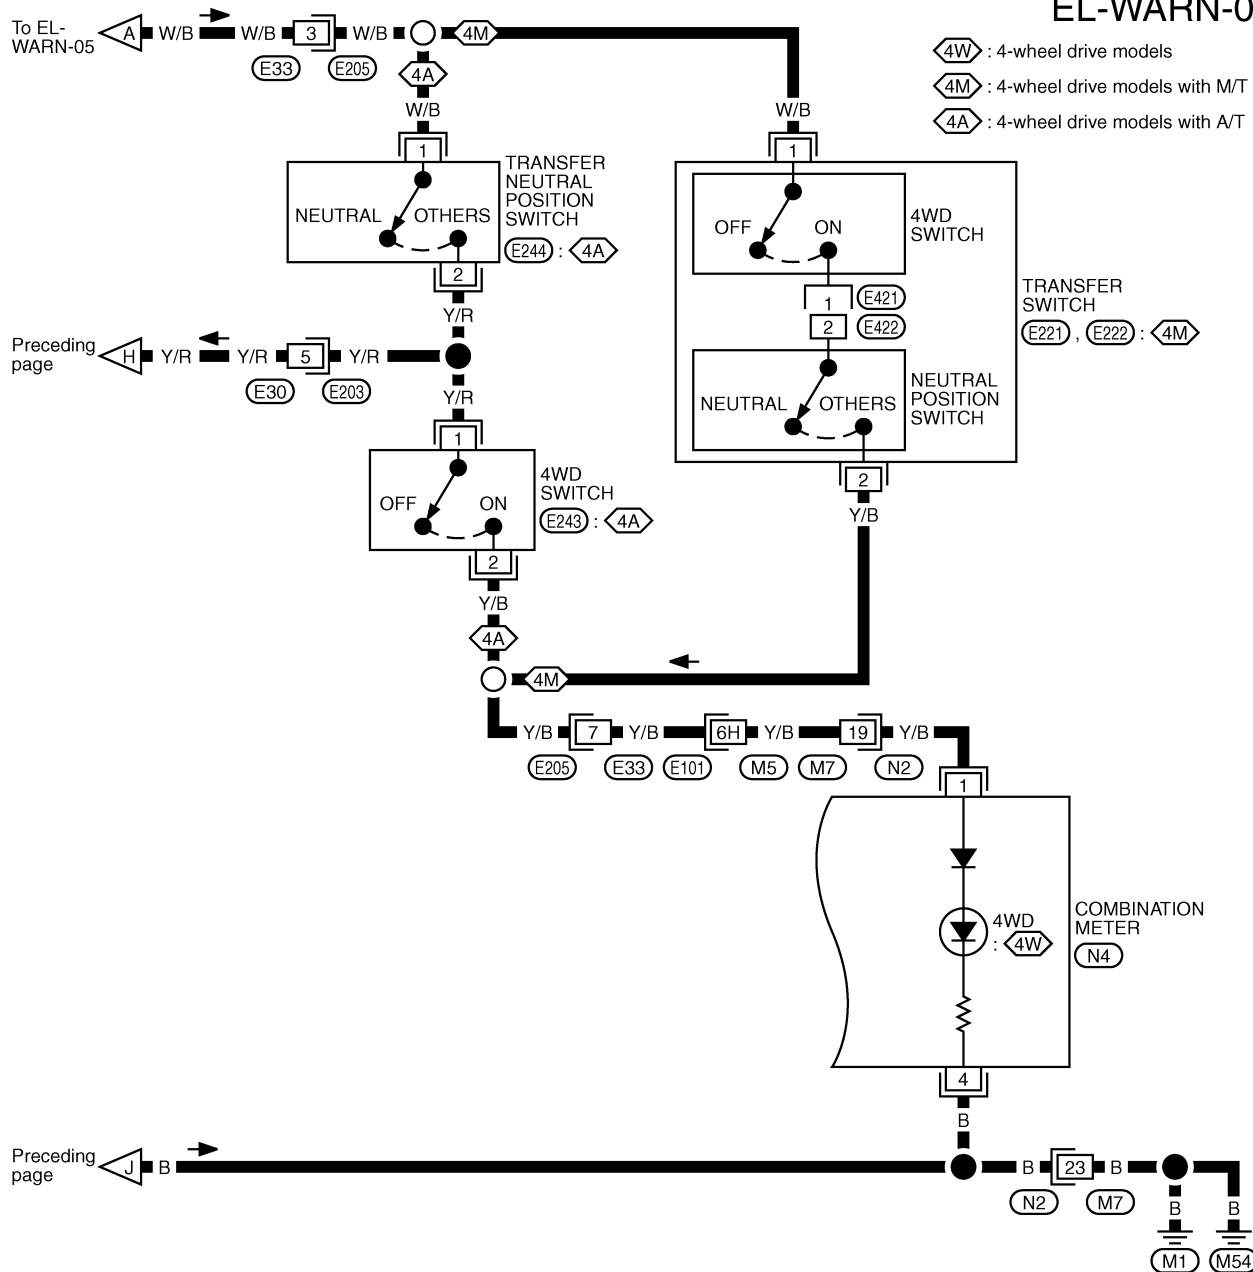 EL-WARN-0
To EL-
WARN-05
A W/B W/B 3 W/B 4M
E33 E205
4A
W/B
W/B
4W : 4-wheel drive models
4M : 4-wheel drive models with M/T
4A : 4-wheel drive models with A/T
1
NEUTRAL OTHERS
TRANSFER
NEUTRAL
POSITION
SWITCH
E244 : 4A
2
Y/R
1
OFF ON
4WD
SWITCH
1 E421
2 E422
TRANSFER
SWITCH
E221 , E222 : 4M
NEUTRAL OTHERS
NEUTRAL
POSITION
SWITCH
2
Y/B
Preceding
page
H Y/R Y/R 5 Y/R
E30 E203
Y/R
1
OFF ON
4WD
SWITCH
E243 : 4A
2
Y/B
4A
4M
Y/B 7 Y/B 6H Y/B 19 Y/B
E205 E33 E101 M5 M7 N2
1
4WD
: 4W
COMBINATION
METER
N4
4
B
Preceding
page
J B
B 23 B
N2 M7
B B
M1 M54